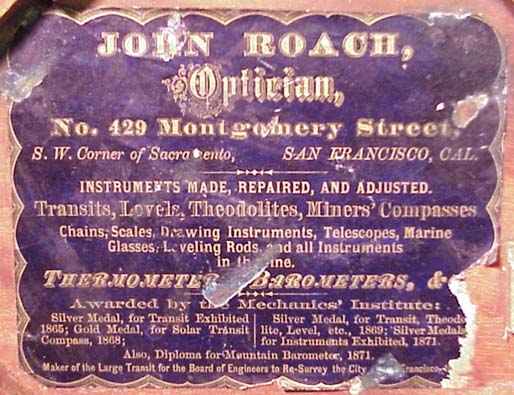 JOHN ROACH,
Optician,
No. 429 Montgomery Street,
S. W. Corner of Sacramento, SAN FRANCISCO, CAL.
INSTRUMENTS MADE, REPAIRED, AND ADJUSTED.
Transits, Levels, Theodolites, Miners' Compasses
Chains, Scales, Drawing Instruments, Telescopes, Marine
Glasses, Leveling Rods, and all Instruments
in the line.
THERMOMETERS, BAROMETERS, &
Awarded by the Mechanics' Institute:
Silver Medal, for Transit Exhibited
1865; Gold Medal, for Solar Transit
Compass, 1868;
Silver Medal, for Transit, Theodo
lite, Level, etc., 1869; Silver Medals
for Instruments Exhibited, 1871.
Also, Diploma for Mountain Barometer, 1871.
Maker of the Large Transit for the Board of Engineers to Re-Survey the City Francisco